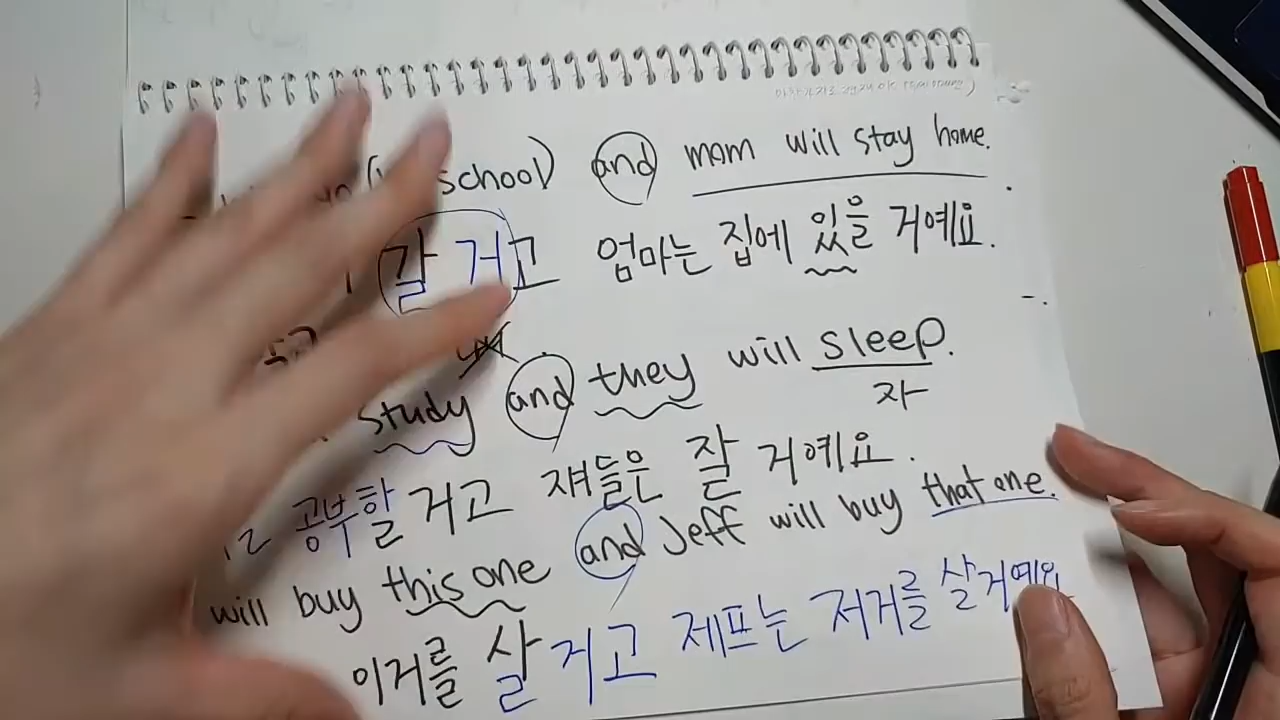 school) and mom will stay home.
갈 거고 엄마는 집에 있을 거예요.
study and they will sleep.
자
공부할 거고 쟤들은 잘 거예요.
will buy this one and Jeff will buy that one.
이거를 살 거고 제프는 저거를 살거예요